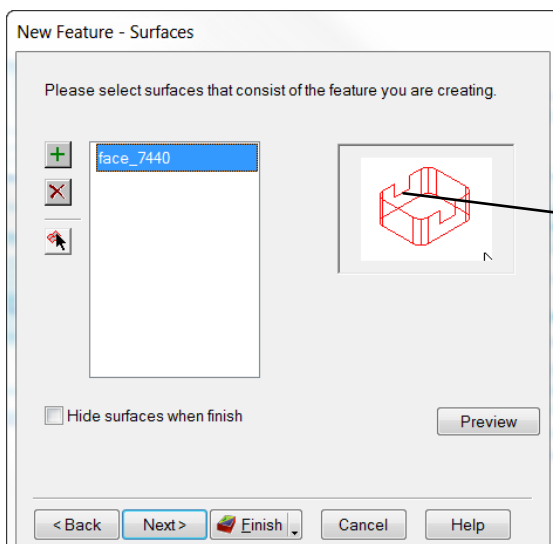 New Feature - Surfaces
Please select surfaces that consist of the feature you are creating.
face_7440
Hide surfaces when finish
Preview
< Back Next > Finish Cancel Help